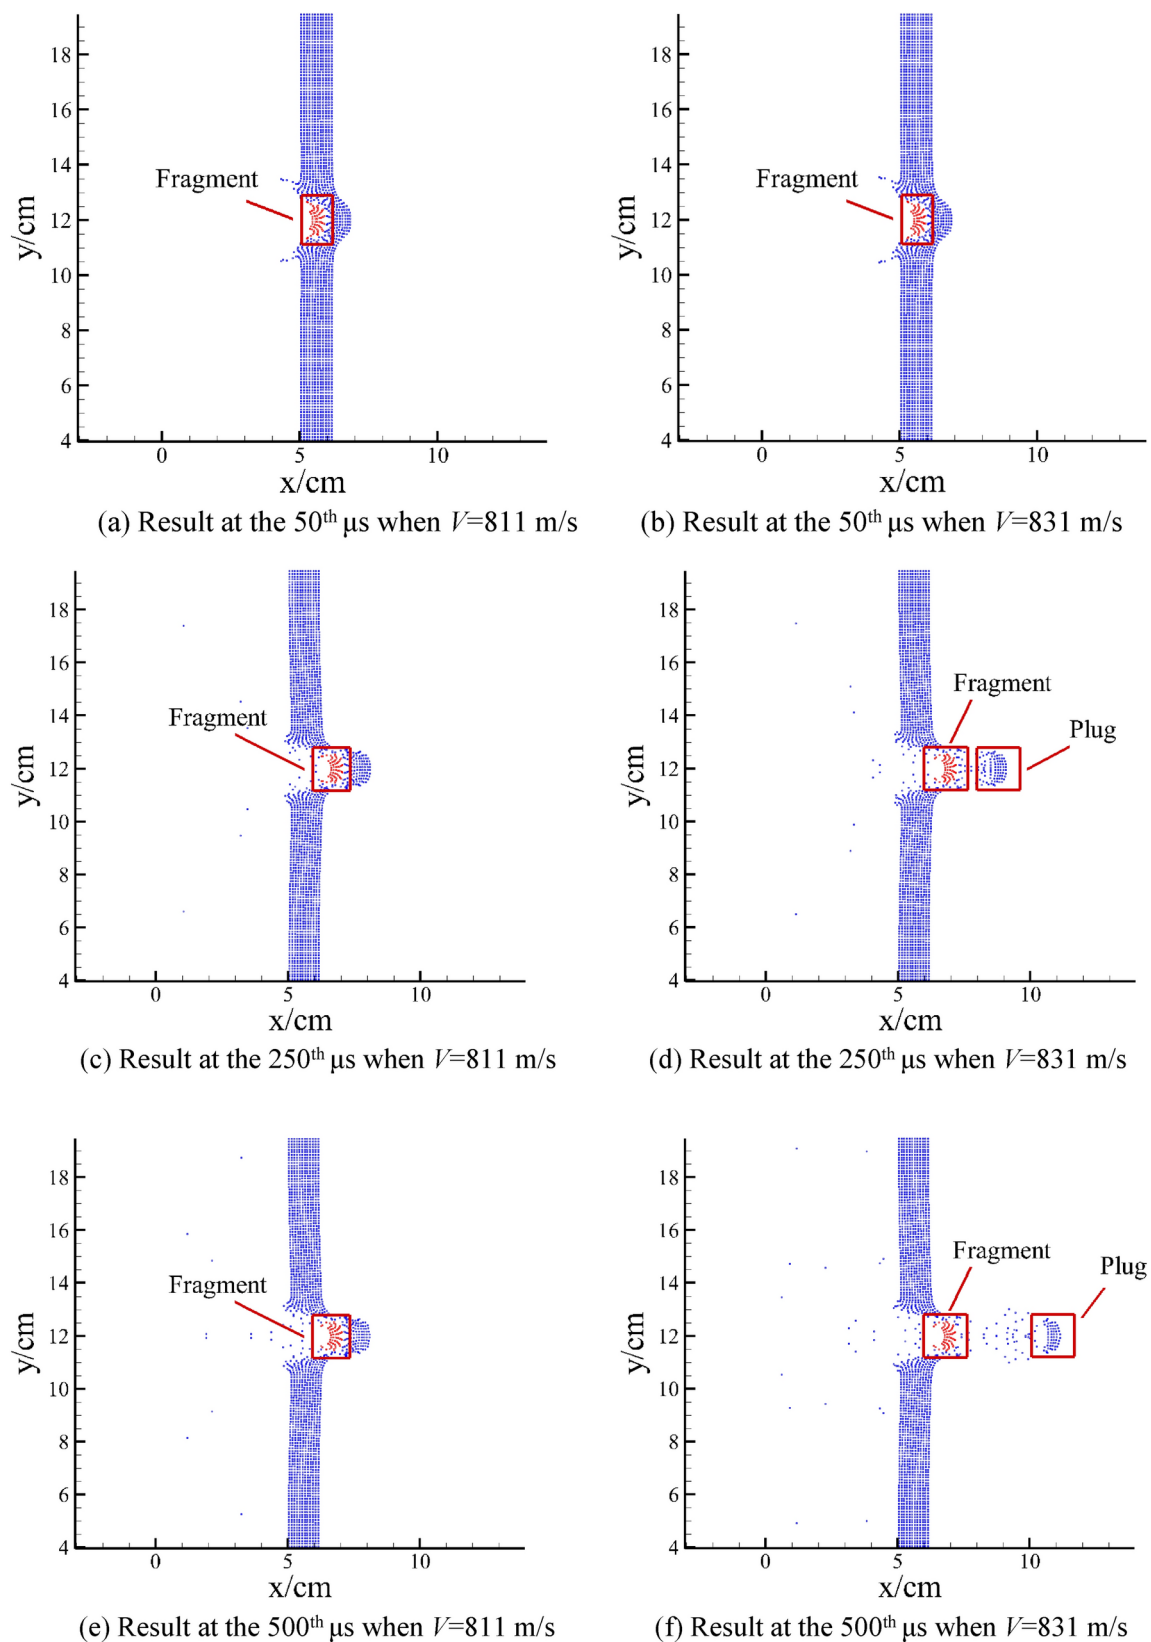 18
16
Fragment
14
12
10
8
6
4
y/cm
0 5 10
x/cm
(a) Result at the 50th μs when V=811 m/s
18
16
Fragment
14
12
10
8
6
4
y/cm
0 5 10
x/cm
(b) Result at the 50th μs when V=831 m/s
18
16
14
Fragment
12
10
8
6
4
y/cm
0 5 10
x/cm
(c) Result at the 250th μs when V=811 m/s
18
16
Fragment
14
Plug
12
10
8
6
4
y/cm
0 5 10
x/cm
(d) Result at the 250th μs when V=831 m/s
18
16
14
Fragment
12
10
8
6
4
y/cm
0 5 10
x/cm
(e) Result at the 500th μs when V=811 m/s
18
16
Fragment
Plug
14
12
10
8
6
4
y/cm
0 5 10
x/cm
(f) Result at the 500th μs when V=831 m/s